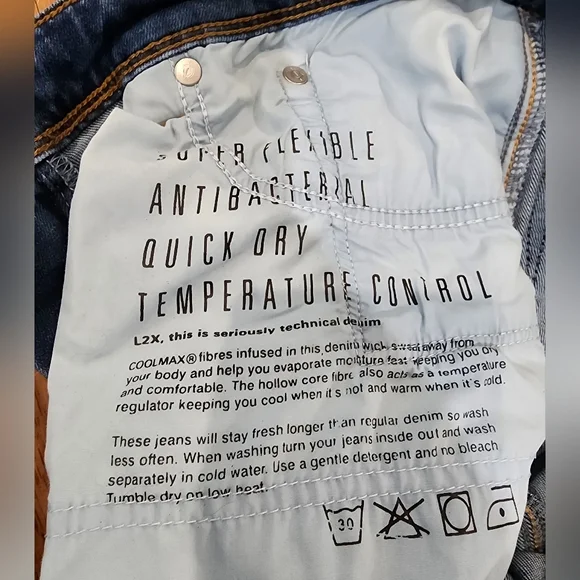 SUPER FLEXIBLE
ANTIBACTERIAL
QUICK DRY
TEMPERATURE CONTROL
L2X, this is seriously technical denim
COOLMAX® fibres infused in this denim wick sweat away from
your body and help you evaporate moisture fast keeping you dry
and comfortable. The hollow core fibre also acts as a temperature
regulator keeping you cool when it's hot and warm when it's cold.
These jeans will stay fresh longer than regular denim so wash
less often. When washing turn your jeans inside out and wash
separately in cold water. Use a gentle detergent and no bleach.
Tumble dry on low heat.
30